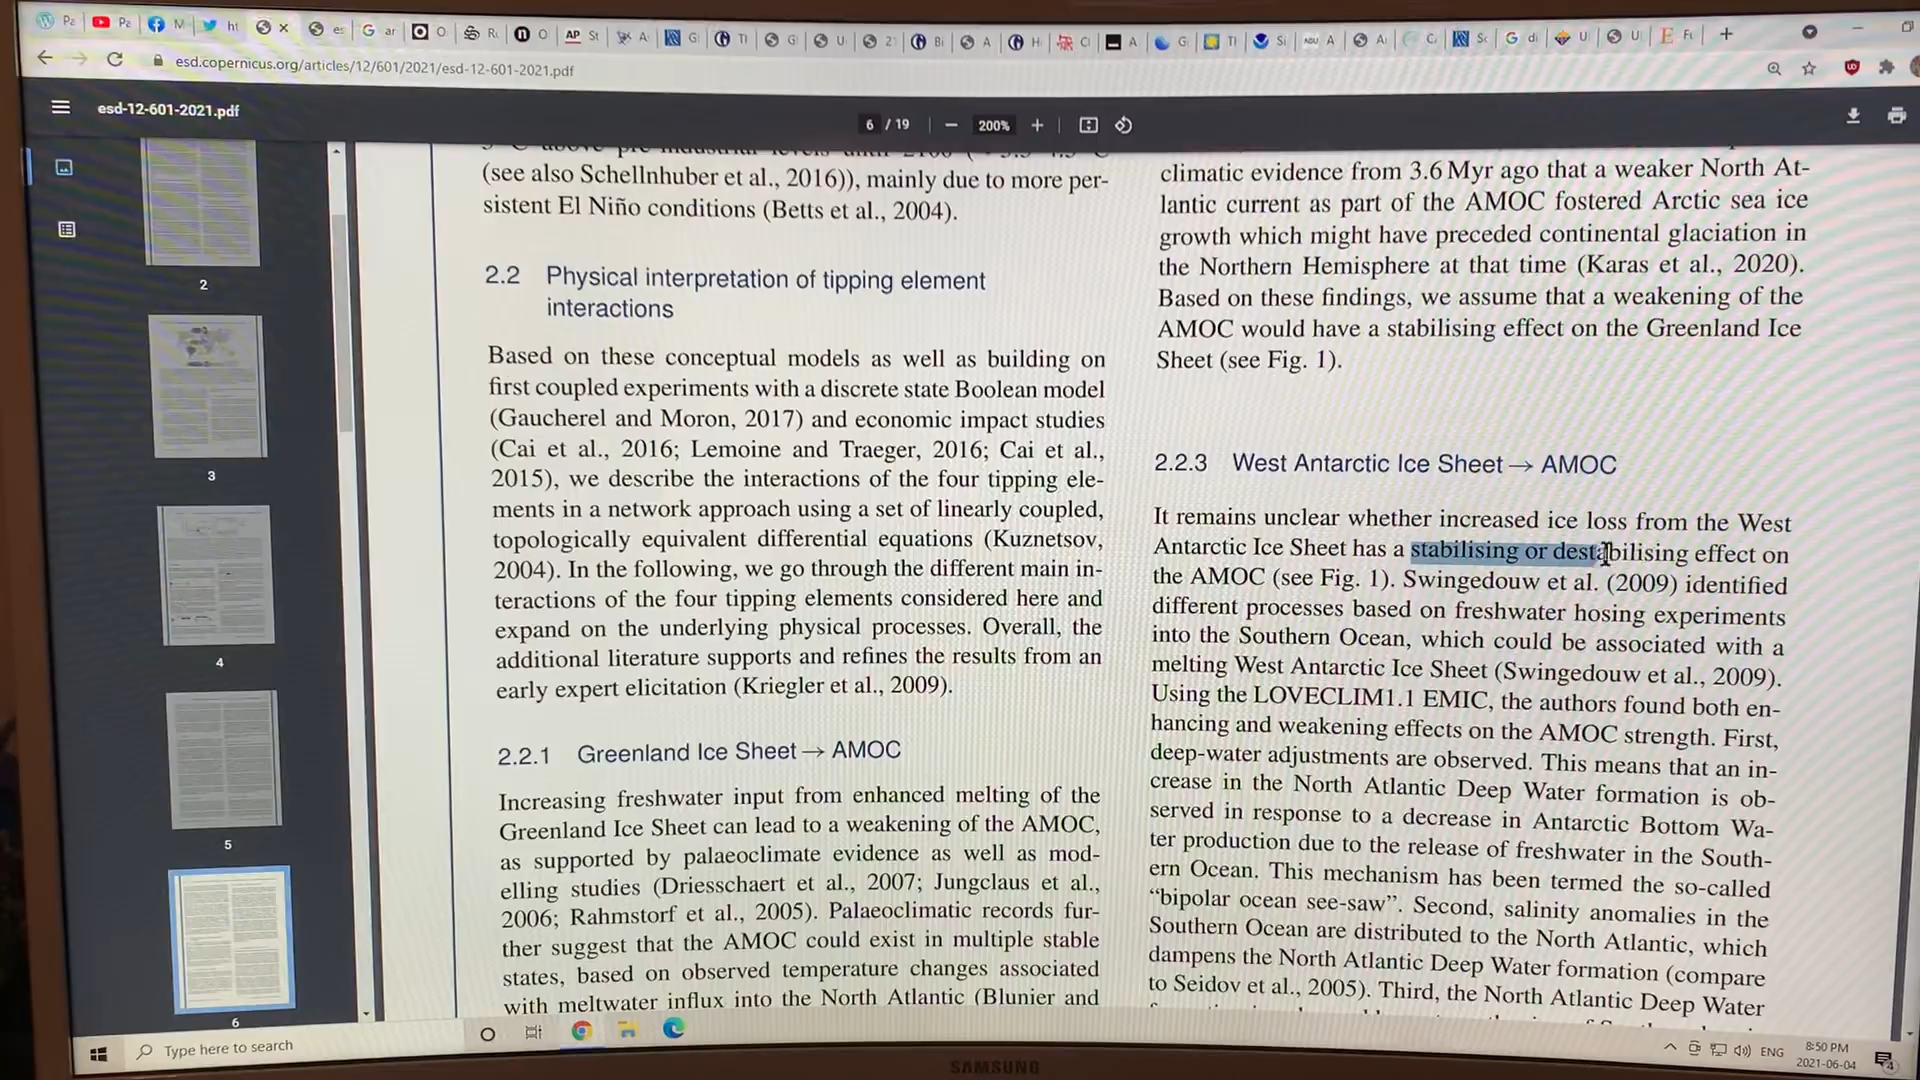 Pa
Pa
M
ht
es
ar
O
Ru
O
AP St
A
G
Tl
G
U
2
Bi
A
H
Cl
A
G
Tl
Si
A
A
C
Sc
di
U
U
Fu
esd.copernicus.org/articles/12/601/2021/esd-12-601-2021.pdf
esd-12-601-2021.pdf
6 / 19
200%
2
3
4
5
6
(see also Schellnhuber et al., 2016)), mainly due to more per-
sistent El Niño conditions (Betts et al., 2004).
2.2 Physical interpretation of tipping element
interactions
Based on these conceptual models as well as building on
first coupled experiments with a discrete state Boolean model
(Gaucherel and Moron, 2017) and economic impact studies
(Cai et al., 2016; Lemoine and Traeger, 2016; Cai et al.,
2015), we describe the interactions of the four tipping ele-
ments in a network approach using a set of linearly coupled,
topologically equivalent differential equations (Kuznetsov,
2004). In the following, we go through the different main in-
teractions of the four tipping elements considered here and
expand on the underlying physical processes. Overall, the
additional literature supports and refines the results from an
early expert elicitation (Kriegler et al., 2009).
2.2.1 Greenland Ice Sheet → AMOC
Increasing freshwater input from enhanced melting of the
Greenland Ice Sheet can lead to a weakening of the AMOC,
as supported by palaeoclimate evidence as well as mod-
elling studies (Driesschaert et al., 2007; Jungclaus et al.,
2006; Rahmstorf et al., 2005). Palaeoclimatic records fur-
ther suggest that the AMOC could exist in multiple stable
states, based on observed temperature changes associated
with meltwater influx into the North Atlantic (Blunier and
climatic evidence from 3.6 Myr ago that a weaker North At-
lantic current as part of the AMOC fostered Arctic sea ice
growth which might have preceded continental glaciation in
the Northern Hemisphere at that time (Karas et al., 2020).
Based on these findings, we assume that a weakening of the
AMOC would have a stabilising effect on the Greenland Ice
Sheet (see Fig. 1).
2.2.3 West Antarctic Ice Sheet → AMOC
It remains unclear whether increased ice loss from the West
Antarctic Ice Sheet has a stabilising or destabilising effect on
the AMOC (see Fig. 1). Swingedouw et al. (2009) identified
different processes based on freshwater hosing experiments
into the Southern Ocean, which could be associated with a
melting West Antarctic Ice Sheet (Swingedouw et al., 2009).
Using the LOVECLIM1.1 EMIC, the authors found both en-
hancing and weakening effects on the AMOC strength. First,
deep-water adjustments are observed. This means that an in-
crease in the North Atlantic Deep Water formation is ob-
served in response to a decrease in Antarctic Bottom Wa-
ter production due to the release of freshwater in the South-
ern Ocean. This mechanism has been termed the so-called
“bipolar ocean see-saw”. Second, salinity anomalies in the
Southern Ocean are distributed to the North Atlantic, which
dampens the North Atlantic Deep Water formation (compare
to Seidov et al., 2005). Third, the North Atlantic Deep Water
Type here to search
ENG
8:50 PM
2021-06-04
SAMSUNG